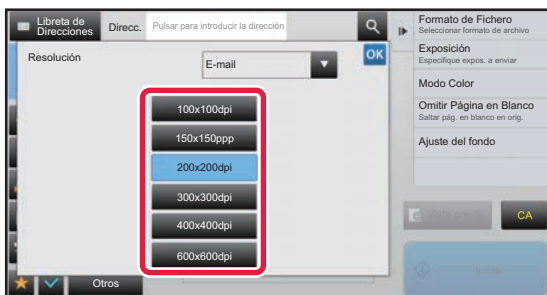 Libreta de
Direcciones
Direcc.
Pulsar para introducir la dirección
Resolución
E-mail
OK
100x100dpi
150x150ppp
200x200dpi
300x300dpi
400x400dpi
600x600dpi
Otros
Formato de Fichero
Seleccionar formato de archivo
Exposición
Especifique expos. a enviar
Modo Color
Omitir Página en Blanco
Saltar pág. en blanco en orig.
Ajuste del fondo
Vista previa
CA